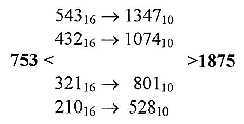 543₁₆ → 1347₁₀
432₁₆ → 1074₁₀
753 < >1875
321₁₆ → 801₁₀
210₁₆ → 528₁₀